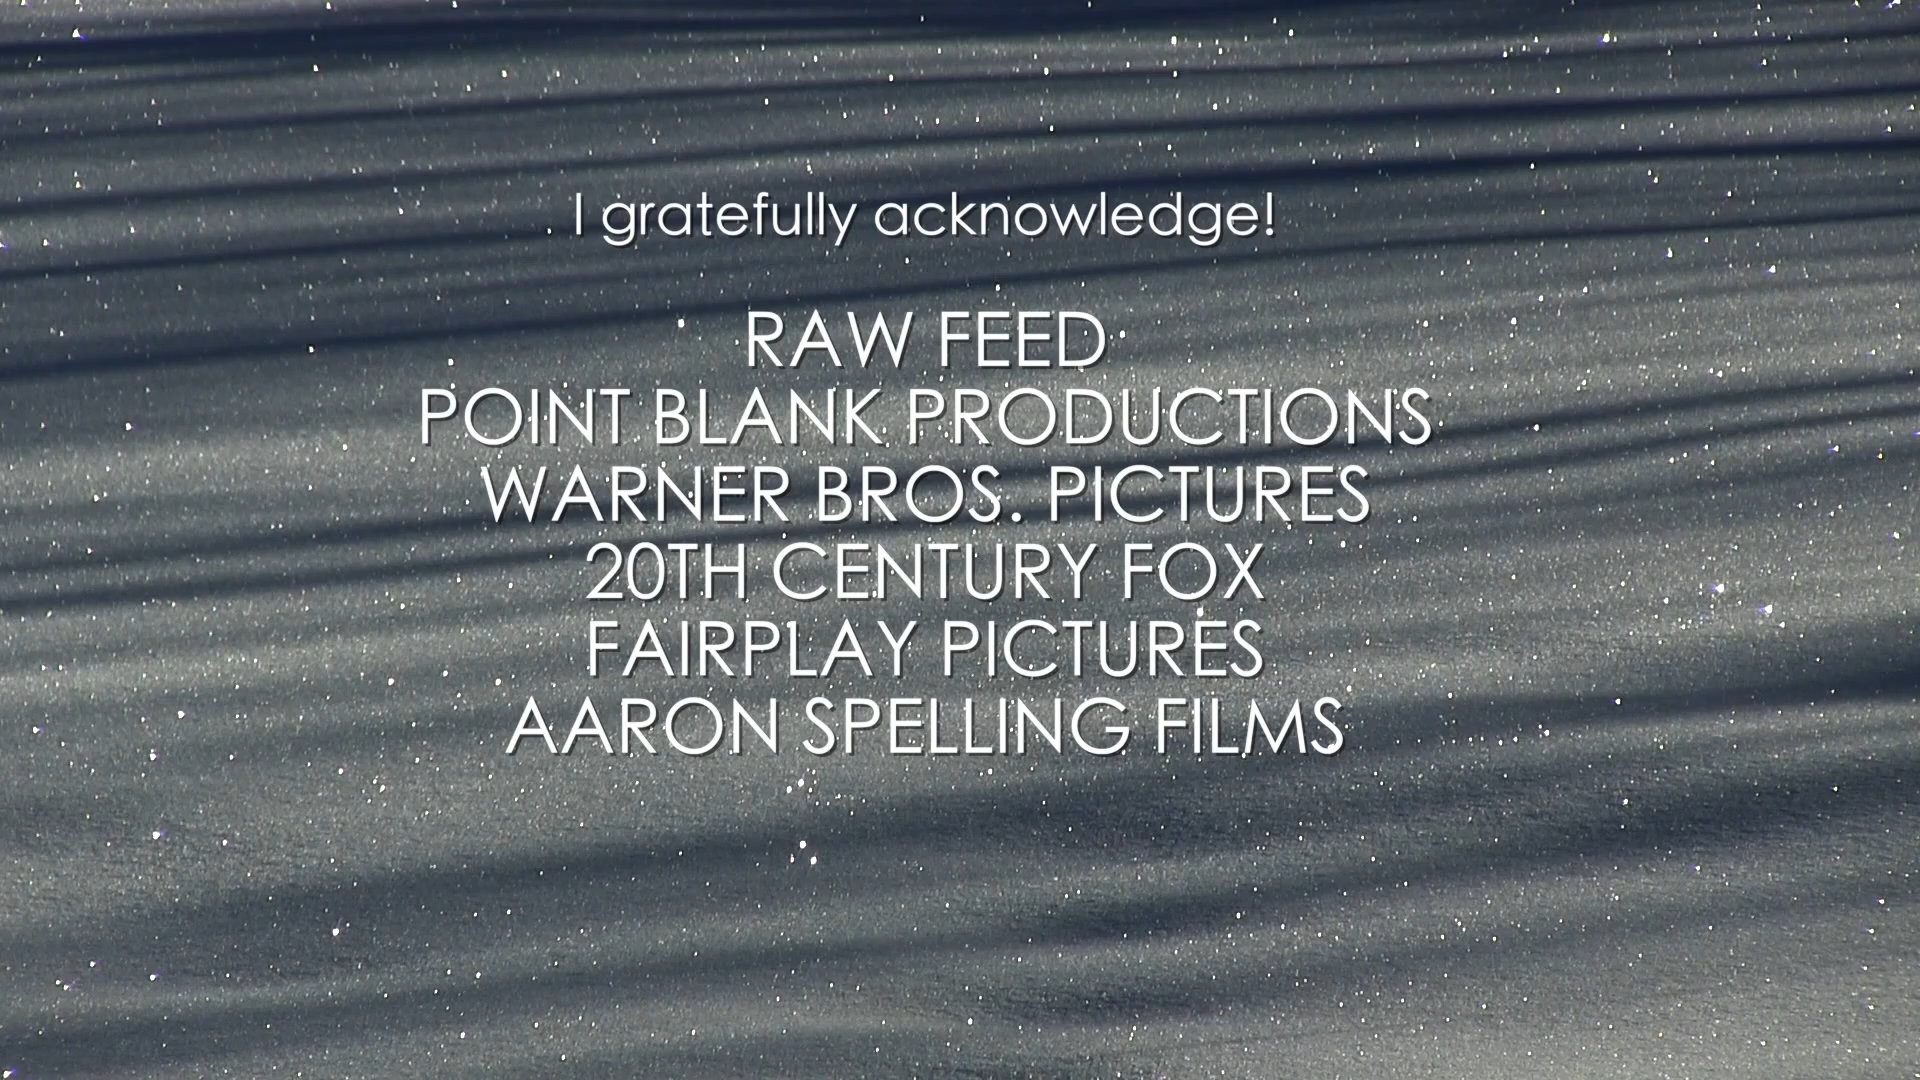 I gratefully acknowledge!
RAW FEED
POINT BLANK PRODUCTIONS
WARNER BROS. PICTURES
20TH CENTURY FOX
FAIRPLAY PICTURES
AARON SPELLING FILMS